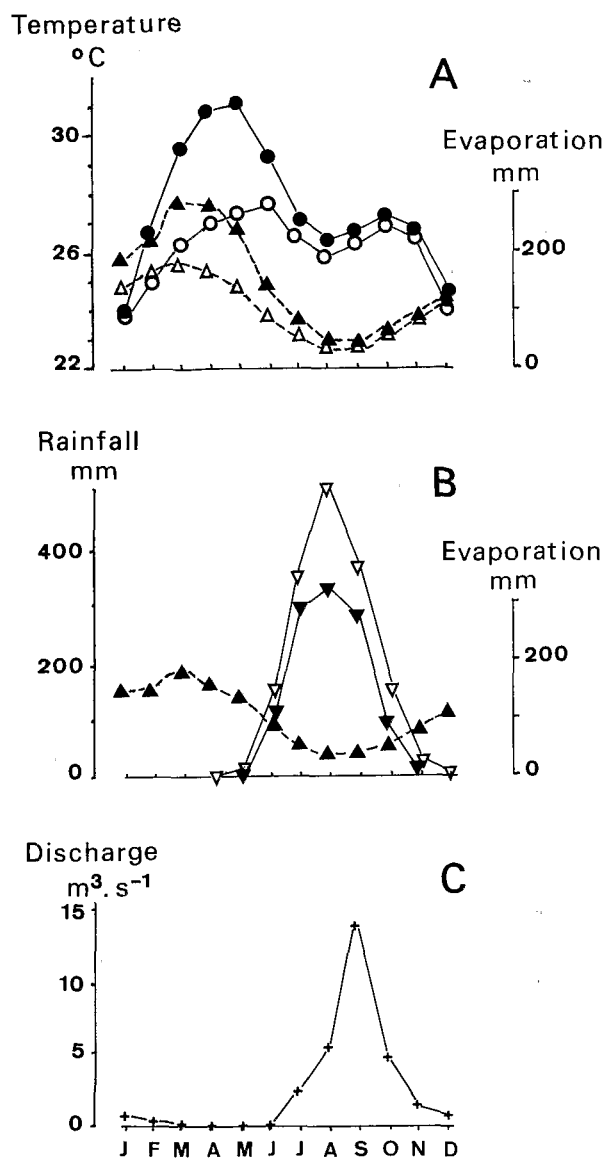 Temperature
°C
A
30
26
22
Evaporation
mm
200
0
Rainfall
mm
B
400
200
0
Evaporation
mm
200
0
Discharge
m³.s⁻¹
C
15
10
5
0
J F M A M J J A S O N D